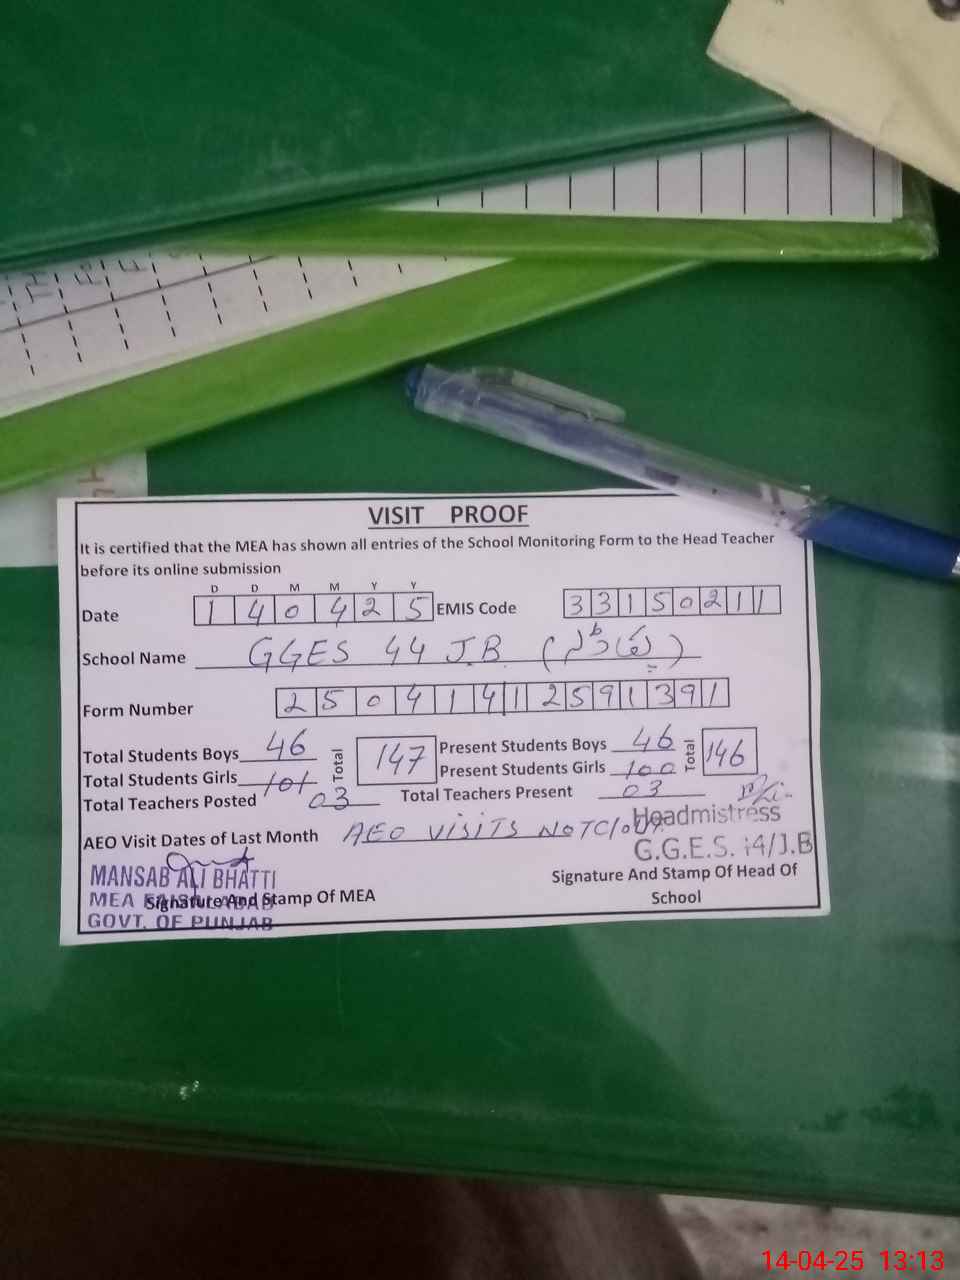 VISIT PROOF
It is certified that the MEA has shown all entries of the School Monitoring Form to the Head Teacher
before its online submission
D D M M Y Y
Date 1 4 0 4 2 5 EMIS Code 3 3 1 5 0 2 1 1
School Name GGES 44 J.B.
Form Number 2 5 0 4 1 4 1 2 5 9 1 3 9 1
Total Students Boys 46 Total 147 Present Students Boys 46 Total 146
Total Students Girls 101 Present Students Girls 100
Total Teachers Posted 03 Total Teachers Present 03
AEO Visit Dates of Last Month AEO VISITS NOT
Headmistress
G.G.E.S. 44/J.B
MANSAB ALI BHATTI
MEA FAISALABAD
GOVT. OF PUNJAB
Signature And Stamp Of MEA
Signature And Stamp Of Head Of
School
14-04-25 13:13